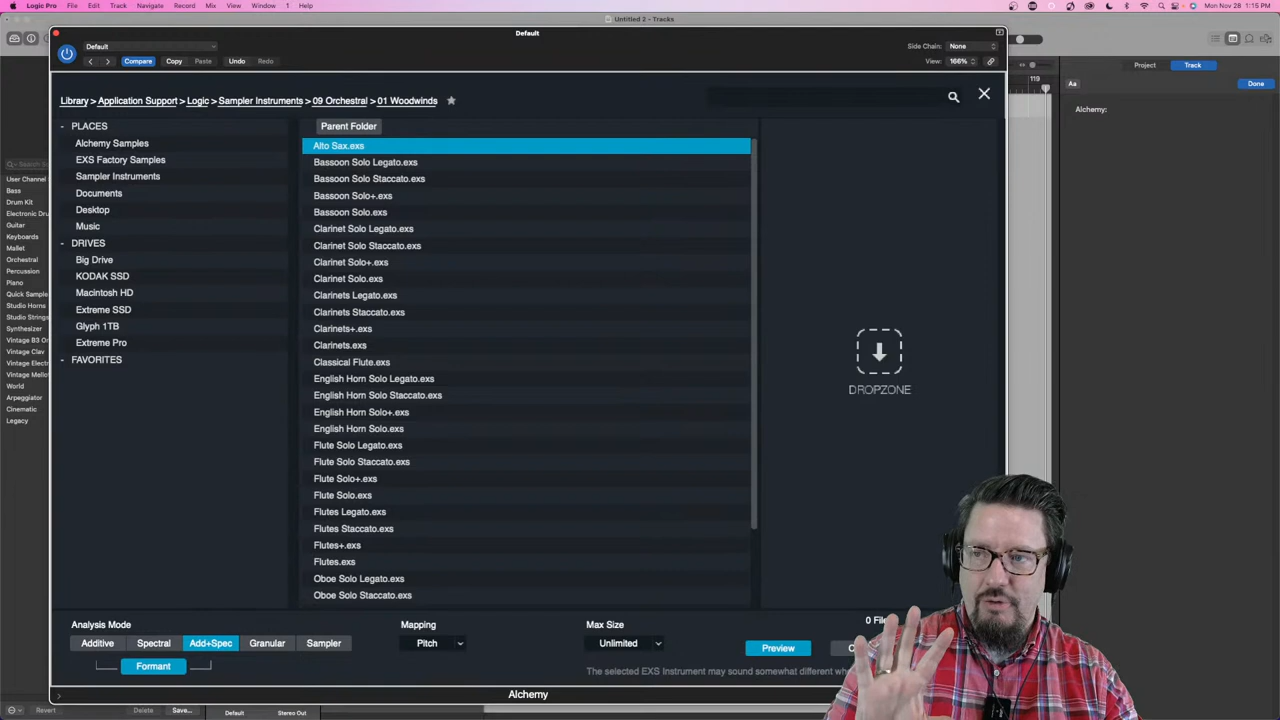 Logic Pro File Edit Track Navigate Record Mix View Window 1 Help Mon Nov 28 1:15 PM
Untitled 2 - Tracks
Default
Default
Side Chain: None
Compare Copy Paste Undo Redo
View: 166%
Project Track
119
Aa Done
Alchemy:
Library > Application Support > Logic > Sampler Instruments > 09 Orchestral > 01 Woodwinds
PLACES
Alchemy Samples
EXS Factory Samples
Sampler Instruments
Documents
Desktop
Music
DRIVES
Big Drive
KODAK SSD
Macintosh HD
Extreme SSD
Glyph 1TB
Extreme Pro
FAVORITES
Parent Folder
Alto Sax.exs
Bassoon Solo Legato.exs
Bassoon Solo Staccato.exs
Bassoon Solo+.exs
Bassoon Solo.exs
Clarinet Solo Legato.exs
Clarinet Solo Staccato.exs
Clarinet Solo+.exs
Clarinet Solo.exs
Clarinets Legato.exs
Clarinets Staccato.exs
Clarinets+.exs
Clarinets.exs
Classical Flute.exs
English Horn Solo Legato.exs
English Horn Solo Staccato.exs
English Horn Solo+.exs
English Horn Solo.exs
Flute Solo Legato.exs
Flute Solo Staccato.exs
Flute Solo+.exs
Flute Solo.exs
Flutes Legato.exs
Flutes Staccato.exs
Flutes+.exs
Flutes.exs
Oboe Solo Legato.exs
Oboe Solo Staccato.exs
DROPZONE
Search
User Channel
Bass
Drum Kit
Electronic Dru
Guitar
Keyboards
Mallet
Orchestral
Percussion
Piano
Quick Sample
Studio Horns
Studio Strings
Synthesizer
Vintage B3 Or
Vintage Clav
Vintage Electr
Vintage Mello
World
Arpeggiator
Cinematic
Legacy
Analysis Mode
Additive Spectral Add+Spec Granular Sampler
Formant
Mapping
Pitch
Max Size
Unlimited
0 File
Preview
The selected EXS Instrument may sound somewhat different whe
Alchemy
Revert Delete Save... Default Stereo Out